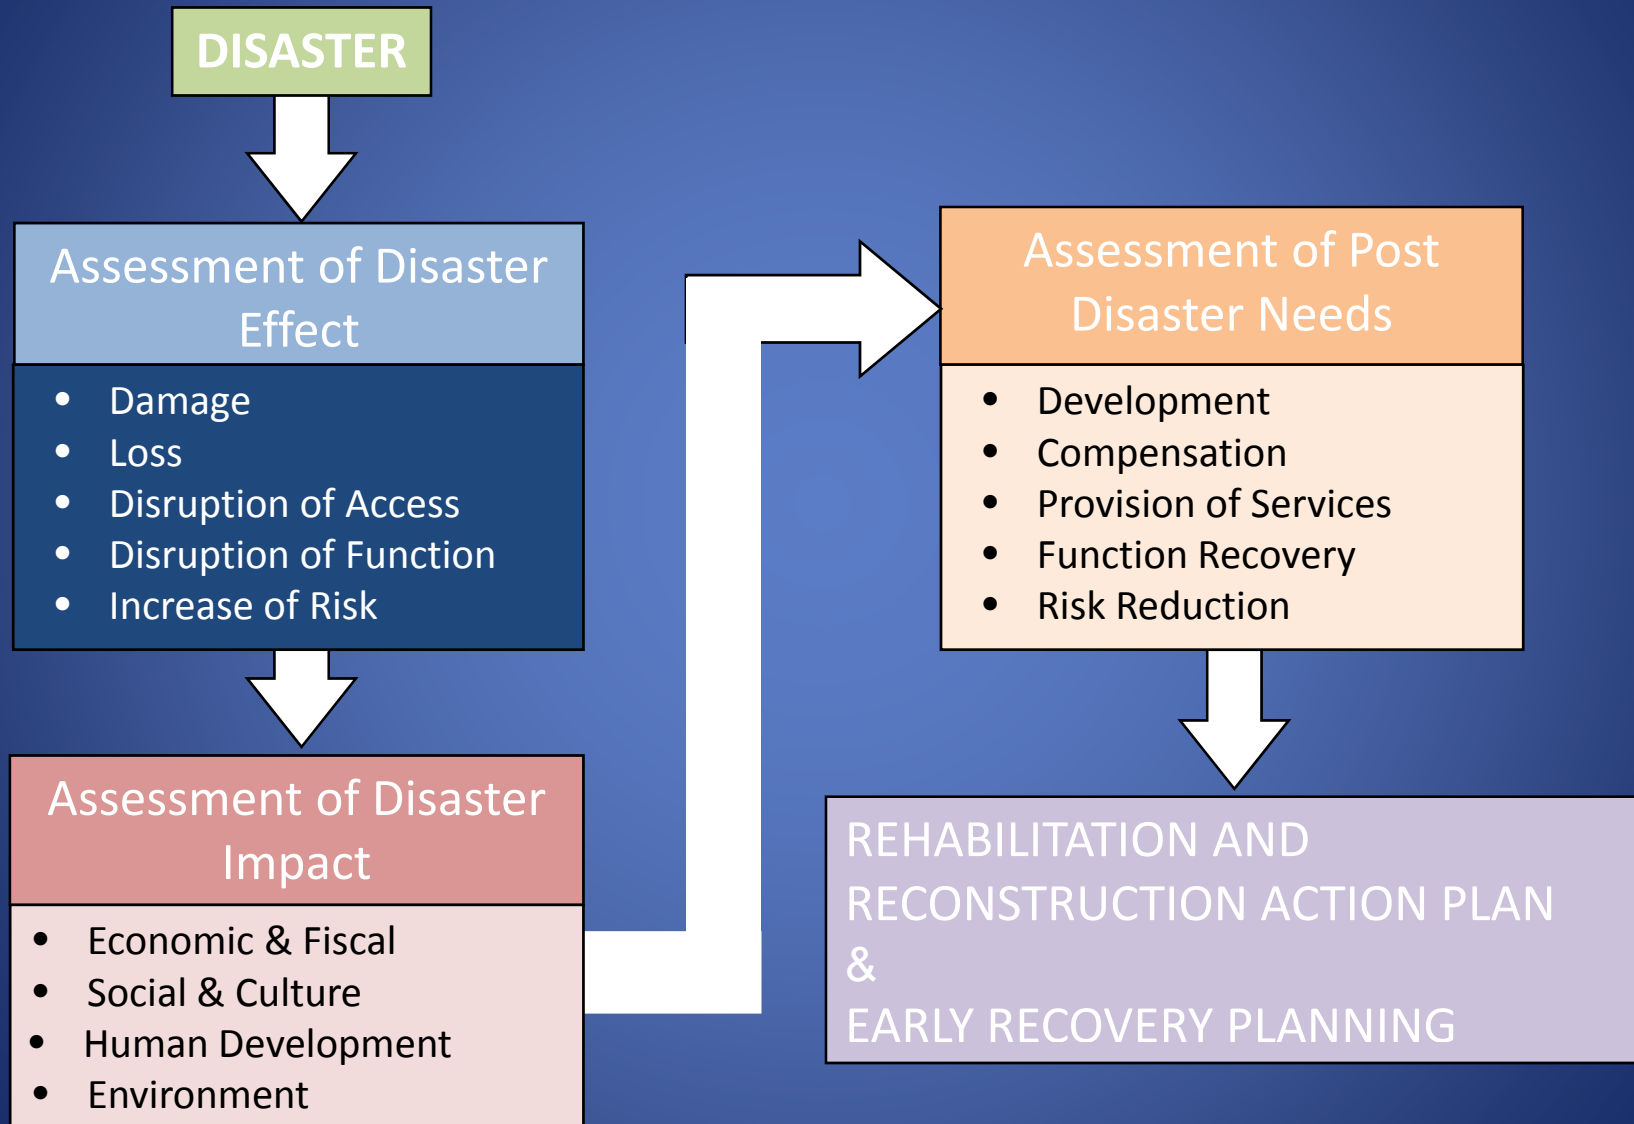 DISASTER
Assessment of Disaster
Effect
• Damage
• Loss
• Disruption of Access
• Disruption of Function
• Increase of Risk
Assessment of Disaster
Impact
• Economic & Fiscal
• Social & Culture
• Human Development
• Environment
Assessment of Post
Disaster Needs
• Development
• Compensation
• Provision of Services
• Function Recovery
• Risk Reduction
REHABILITATION AND
RECONSTRUCTION ACTION PLAN
&
EARLY RECOVERY PLANNING